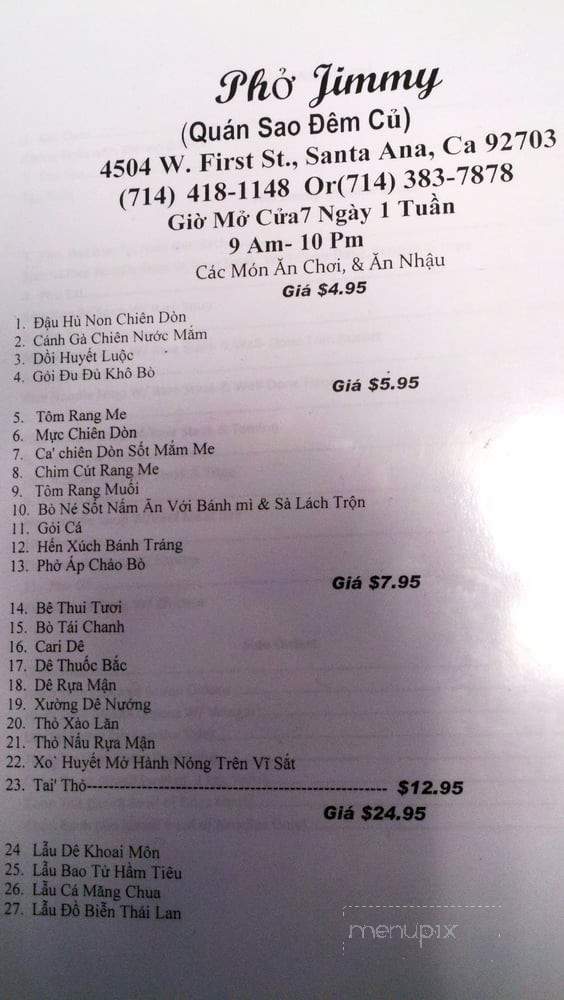 Phở Jimmy
(Quán Sao Đêm Củ)
4504 W. First St., Santa Ana, Ca 92703
(714) 418-1148 Or(714) 383-7878
Giờ Mở Cửa7 Ngày 1 Tuần
9 Am- 10 Pm
Các Món Ăn Chơi, & Ăn Nhậu
Giá $4.95
1. Đậu Hủ Non Chiên Dòn
2. Cánh Gà Chiên Nước Mắm
3. Dồi Huyết Luộc
4. Gỏi Đu Đủ Khô Bò
Giá $5.95
5. Tôm Rang Me
6. Mực Chiên Dòn
7. Ca' chiên Dòn Sốt Mắm Me
8. Chim Cút Rang Me
9. Tôm Rang Muối
10. Bò Né Sốt Nấm Ăn Với Bánh mì & Sà Lách Trộn
11. Gỏi Cá
12. Hến Xúch Bánh Tráng
13. Phở Áp Chảo Bò
Giá $7.95
14. Bê Thui Tươi
15. Bò Tái Chanh
16. Cari Dê
17. Dê Thuốc Bắc
18. Dê Rựa Mận
19. Xường Dê Nướng
20. Thỏ Xào Lăn
21. Thỏ Nấu Rựa Mận
22. Xo` Huyết Mở Hành Nóng Trên Vĩ Sắt
23. Tai' Thỏ------------------------------------------------ $12.95
Giá $24.95
24 Lẩu Dê Khoai Môn
25. Lẩu Bao Tử Hầm Tiêu
26. Lẩu Cá Măng Chua
27. Lẩu Đồ Biển Thái Lan
menupix